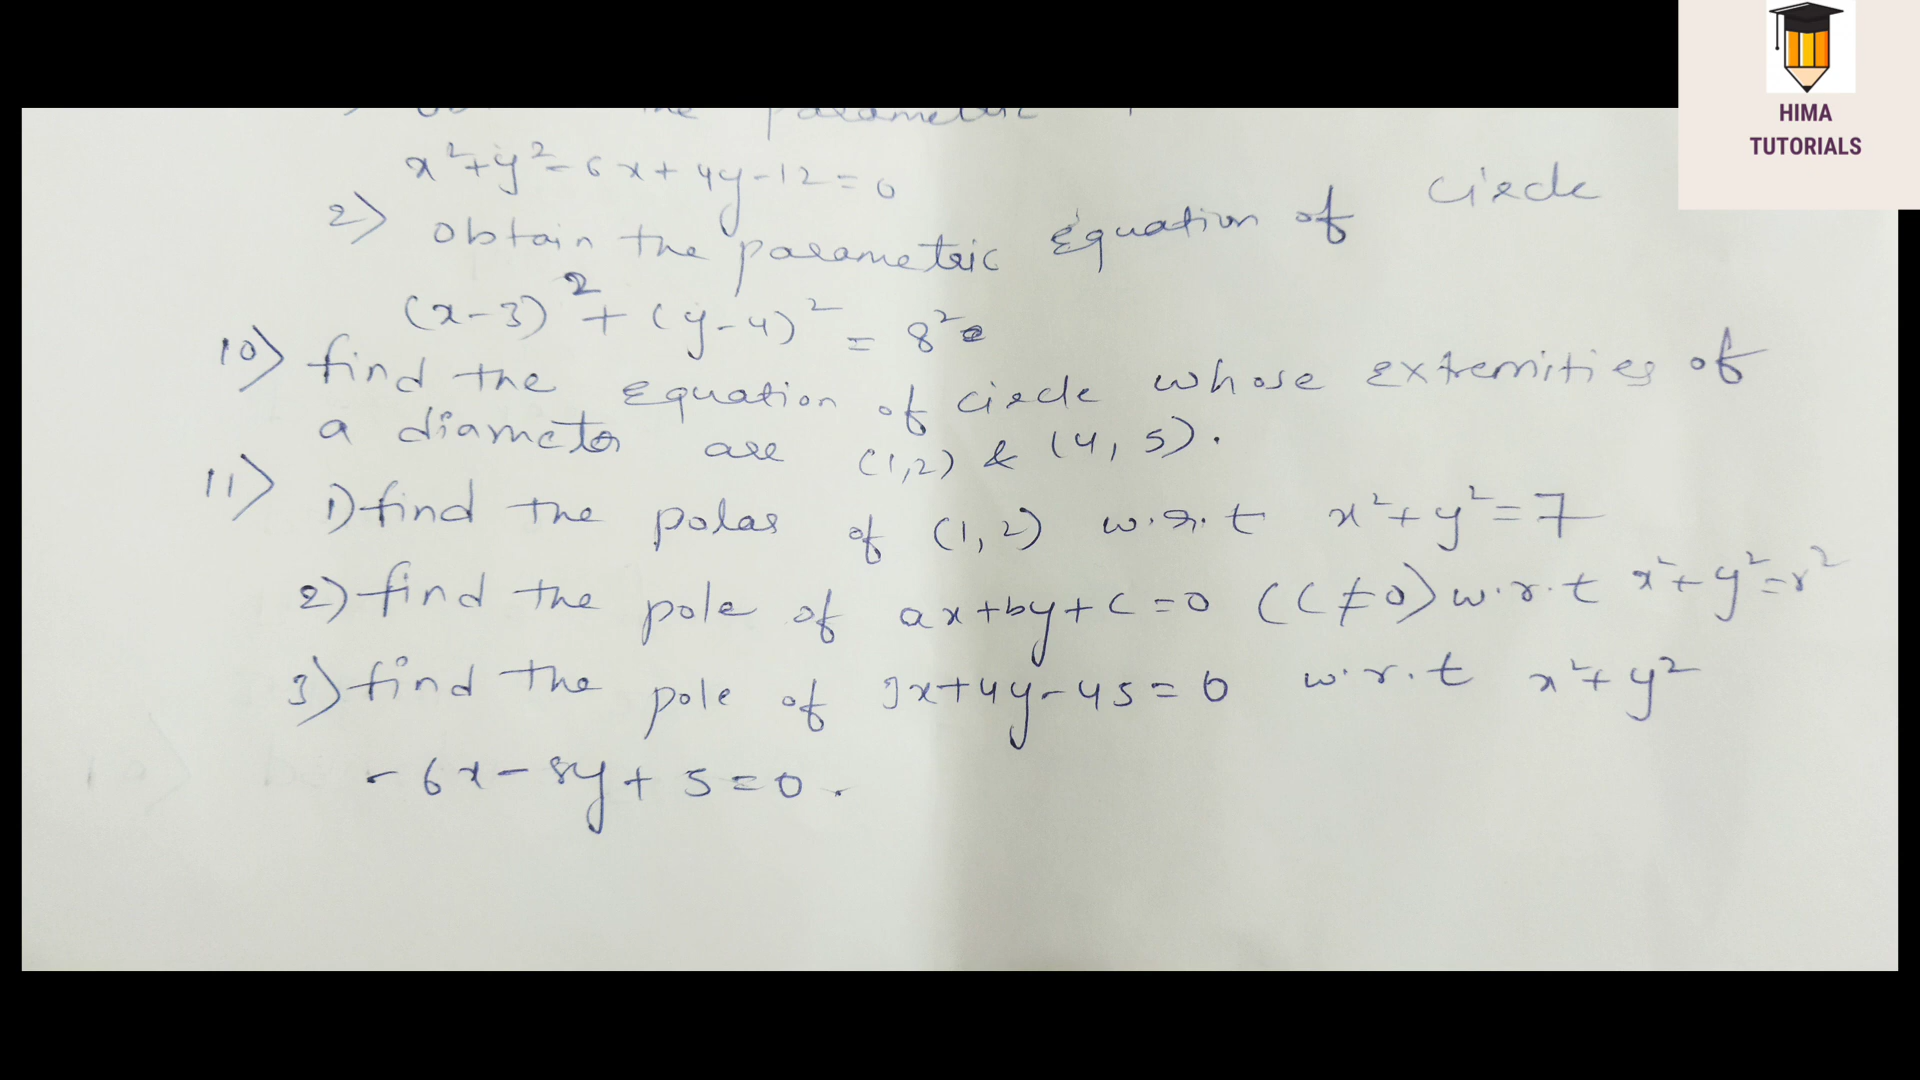 the parametric
x²+y²-6x+4y-12=0
2) obtain the parametric Equation of circle
(x-3)²+(y-4)² = 8²
10) find the Equation of circle whose extremities of
a diameter are (1,2) & (4, 5).
11) 1) find the polar of (1, 2) w.r.t x²+y²=7
2) find the pole of ax+by+c=0 (c≠0) w.r.t x²+y²=r²
3) find the pole of 9x+4y-45=0 w.r.t x²+y²
-6x-8y+5=0.
HIMA
TUTORIALS